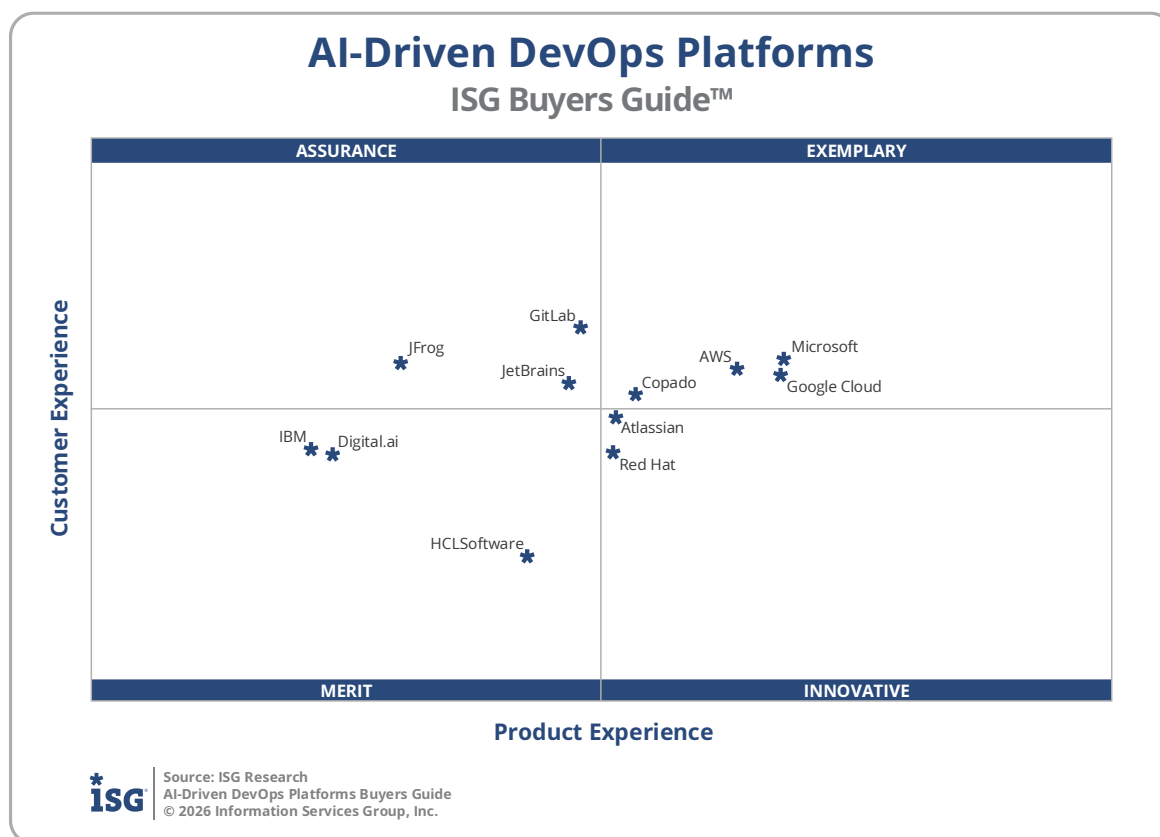 AI-Driven DevOps Platforms
ISG Buyers Guide™
ASSURANCE
EXEMPLARY
GitLab
JFrog
Microsoft
AWS
JetBrains
Copado
Google Cloud
Atlassian
IBM
Digital.ai
Red Hat
HCLSoftware
MERIT
INNOVATIVE
Customer Experience
Product Experience
ISG
Source: ISG Research
AI-Driven DevOps Platforms Buyers Guide
© 2026 Information Services Group, Inc.